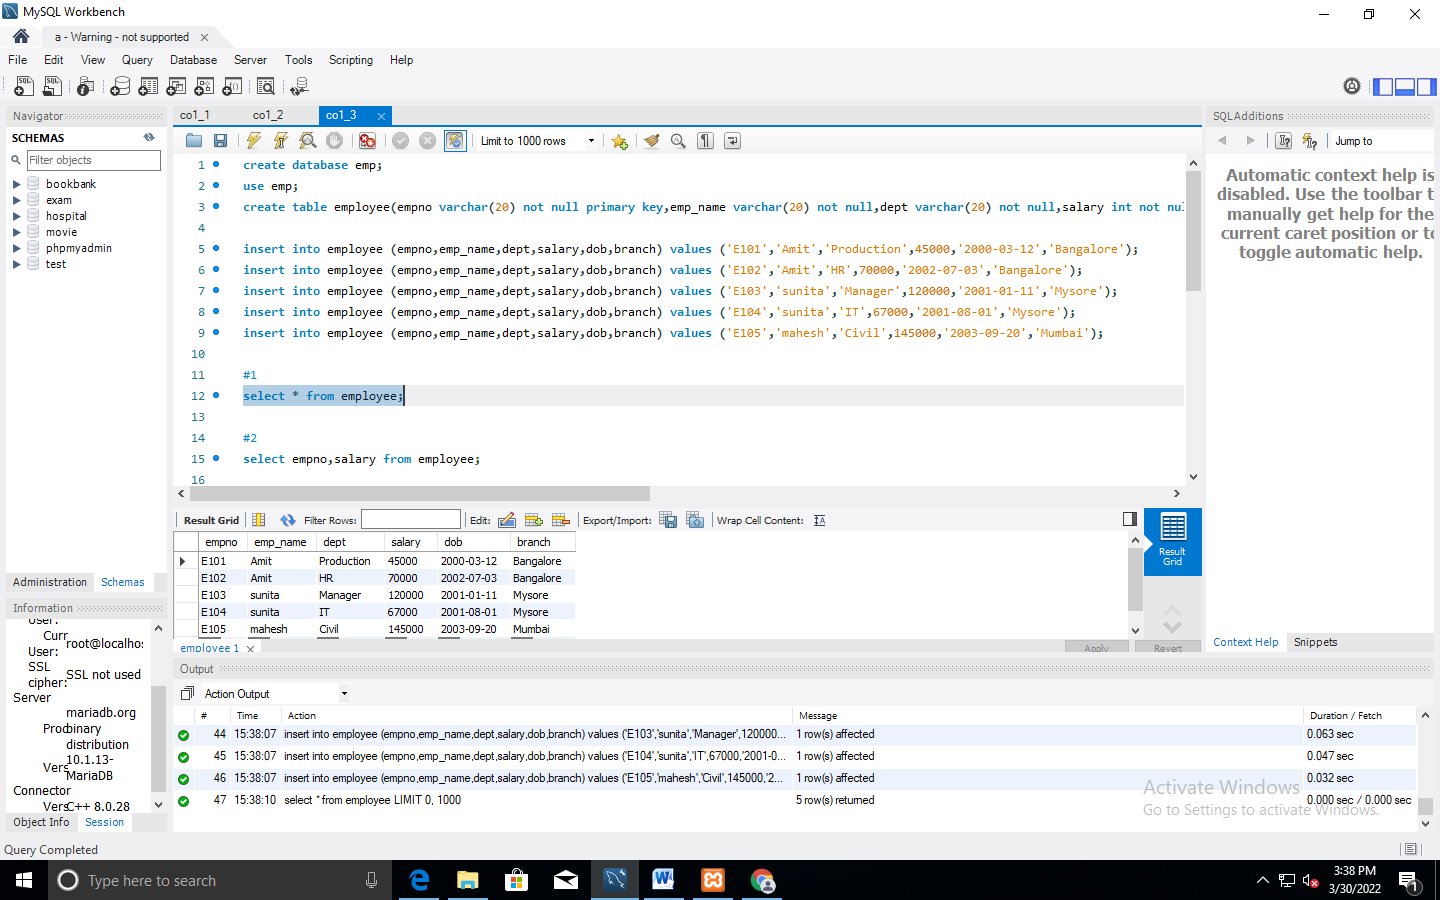 MySQL Workbench
a - Warning - not supported
File Edit View Query Database Server Tools Scripting Help
Navigator
SCHEMAS
Filter objects
bookbank
exam
hospital
movie
phpmyadmin
test
Administration Schemas
Information
User:
Curr root@localhos
User:
SSL SSL not used
cipher:
Server
mariadb.org
Prod binary
distribution
Vers 10.1.13-
MariaDB
Connector
Vers C++ 8.0.28
Object Info Session
co1_1 co1_2 co1_3
Limit to 1000 rows
1 create database emp;
2 use emp;
3 create table employee(empno varchar(20) not null primary key,emp_name varchar(20) not null,dept varchar(20) not null,salary int not nul
4
5 insert into employee (empno,emp_name,dept,salary,dob,branch) values ('E101','Amit','Production',45000,'2000-03-12','Bangalore');
6 insert into employee (empno,emp_name,dept,salary,dob,branch) values ('E102','Amit','HR',70000,'2002-07-03','Bangalore');
7 insert into employee (empno,emp_name,dept,salary,dob,branch) values ('E103','sunita','Manager',120000,'2001-01-11','Mysore');
8 insert into employee (empno,emp_name,dept,salary,dob,branch) values ('E104','sunita','IT',67000,'2001-08-01','Mysore');
9 insert into employee (empno,emp_name,dept,salary,dob,branch) values ('E105','mahesh','Civil',145000,'2003-09-20','Mumbai');
10
11 #1
12 select * from employee;
13
14 #2
15 select empno,salary from employee;
16
Result Grid Filter Rows: Edit: Export/Import: Wrap Cell Content: IA
empno emp_name dept salary dob branch
E101 Amit Production 45000 2000-03-12 Bangalore
E102 Amit HR 70000 2002-07-03 Bangalore
E103 sunita Manager 120000 2001-01-11 Mysore
E104 sunita IT 67000 2001-08-01 Mysore
E105 mahesh Civil 145000 2003-09-20 Mumbai
employee 1
Apply Revert
Result
Grid
SQLAdditions
Jump to
Automatic context help is
disabled. Use the toolbar t
manually get help for the
current caret position or to
toggle automatic help.
Context Help Snippets
Output
Action Output
# Time Action Message Duration / Fetch
44 15:38:07 insert into employee (empno,emp_name,dept,salary,dob,branch) values ('E103','sunita','Manager',120000... 1 row(s) affected 0.063 sec
45 15:38:07 insert into employee (empno,emp_name,dept,salary,dob,branch) values ('E104','sunita','IT',67000,'2001-0... 1 row(s) affected 0.047 sec
46 15:38:07 insert into employee (empno,emp_name,dept,salary,dob,branch) values ('E105','mahesh','Civil',145000,'2... 1 row(s) affected 0.032 sec
47 15:38:10 select * from employee LIMIT 0, 1000 5 row(s) returned 0.000 sec / 0.000 sec
Activate Windows
Go to Settings to activate Windows.
Query Completed
Type here to search
3:38 PM
3/30/2022
1